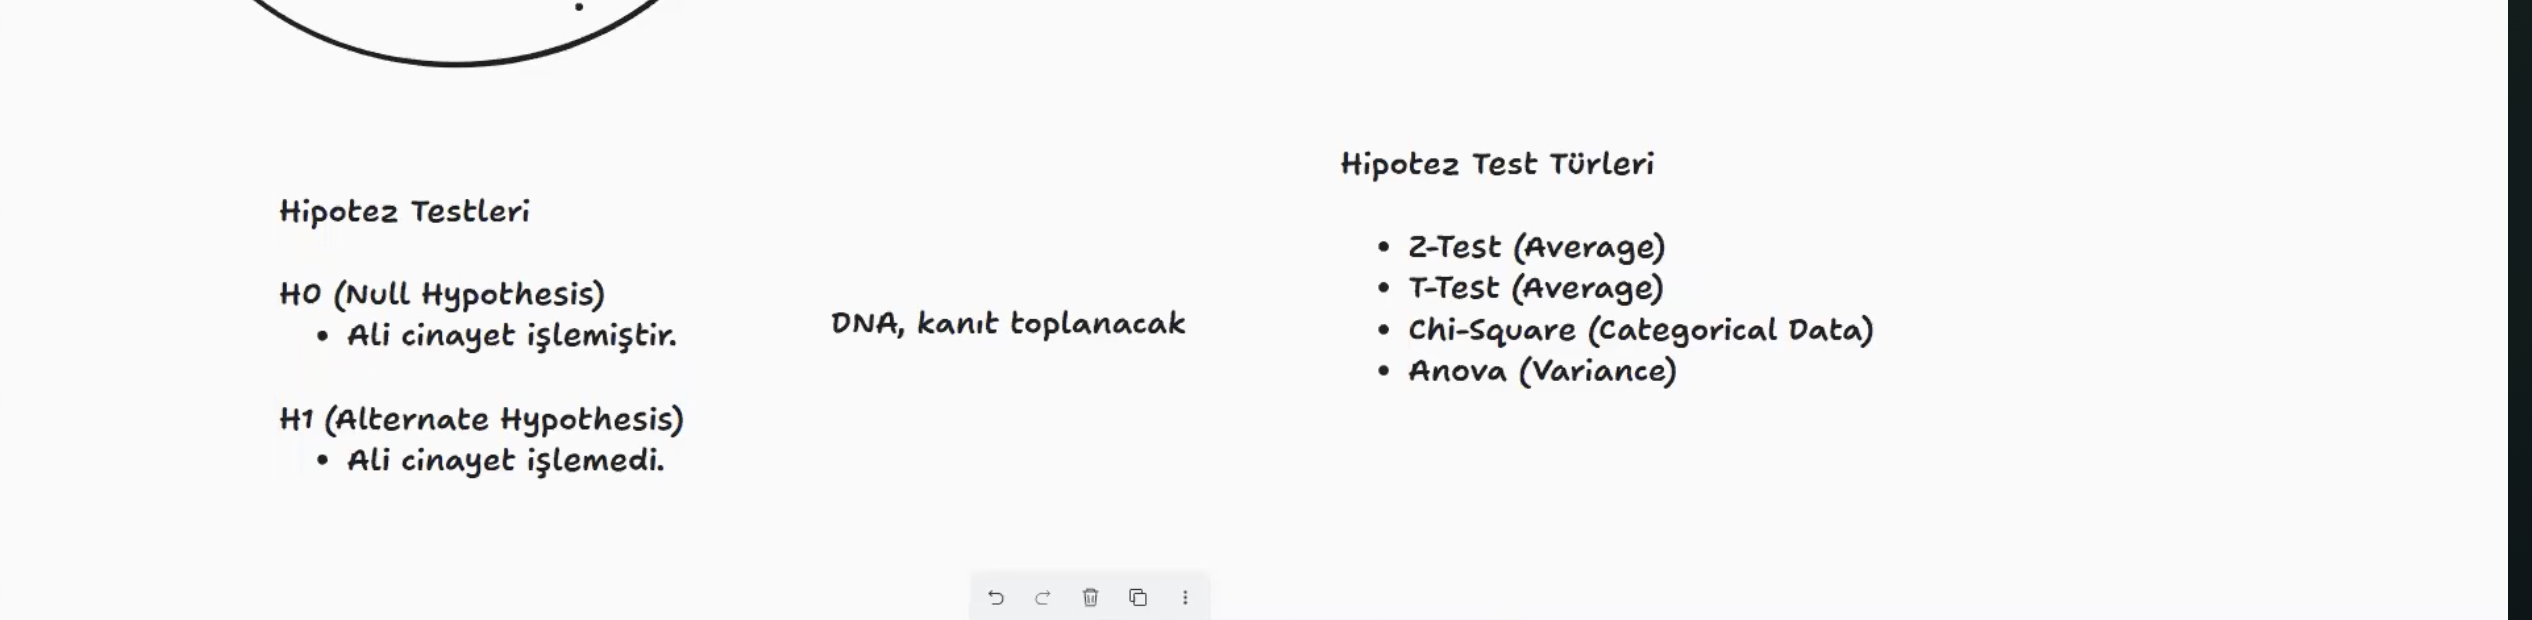 Hipotez Testleri
H0 (Null Hypothesis)
• Ali cinayet işlemiştir.
H1 (Alternate Hypothesis)
• Ali cinayet işlemedi.
DNA, kanıt toplanacak
Hipotez Test Türleri
• Z-Test (Average)
• T-Test (Average)
• Chi-Square (Categorical Data)
• Anova (Variance)